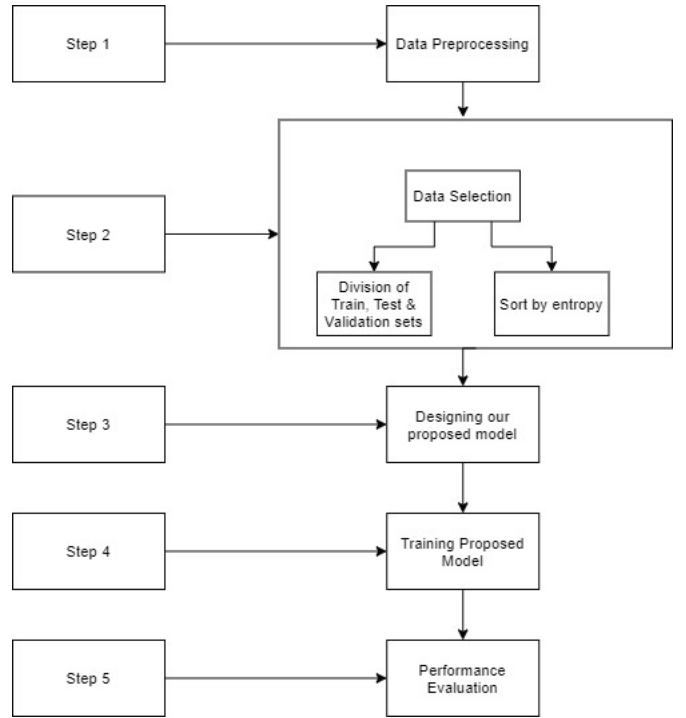 Step 1
Data Preprocessing
Step 2
Data Selection
Division of
Train, Test &
Validation sets
Sort by entropy
Step 3
Designing our
proposed model
Step 4
Training Proposed
Model
Step 5
Performance
Evaluation